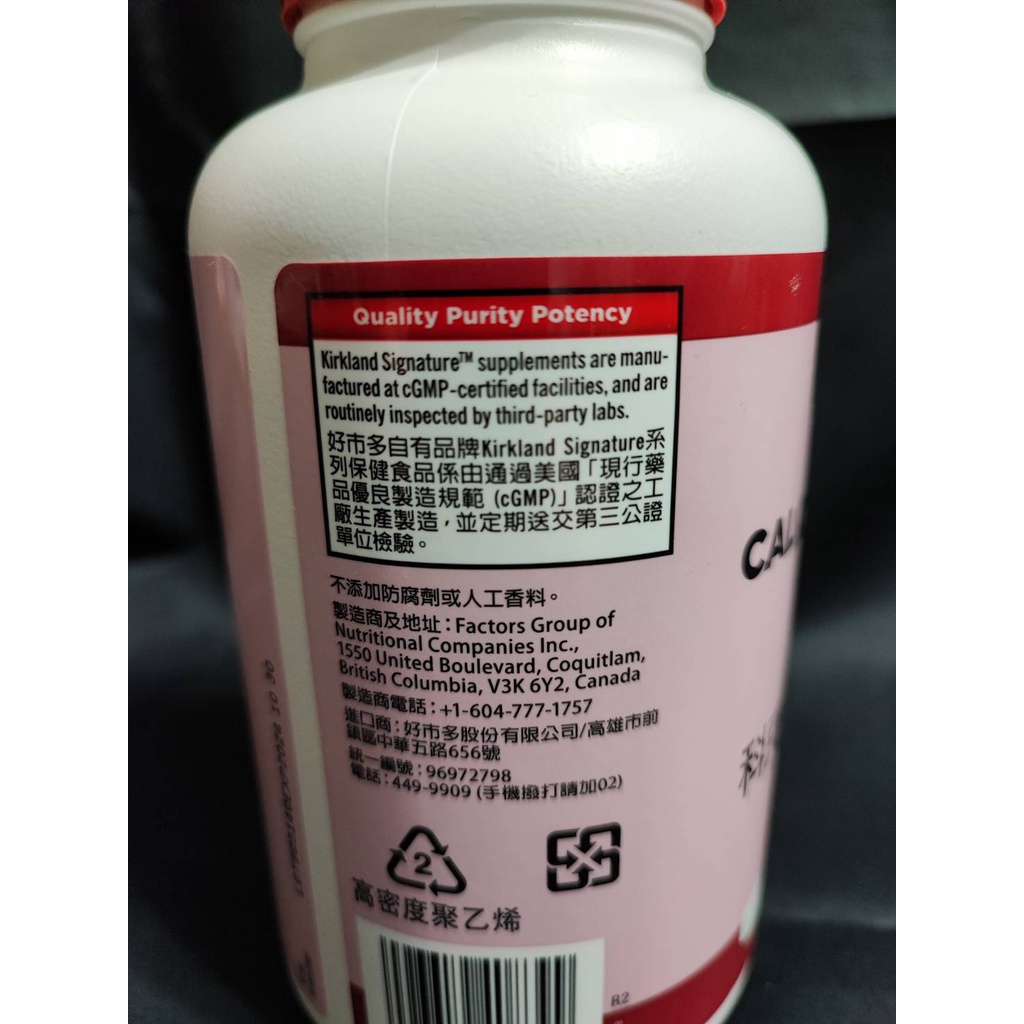 Quality Purity Potency
Kirkland Signature™ supplements are manu-
factured at cGMP-certified facilities, and are
routinely inspected by third-party labs.
好市多自有品牌Kirkland Signature系
列保健食品係由通過美國「現行藥
品優良製造規範 (cGMP)」認證之工
廠生產製造，並定期送交第三公證
單位檢驗。
不添加防腐劑或人工香料。
製造商及地址：Factors Group of
Nutritional Companies Inc.,
1550 United Boulevard, Coquitlam,
British Columbia, V3K 6Y2, Canada
製造商電話：+1-604-777-1757
進口商：好市多股份有限公司/高雄市前
鎮區中華五路656號
統一編號：96972798
電話：449-9909 (手機撥打請加02)
2
高密度聚乙烯
R2
CAL